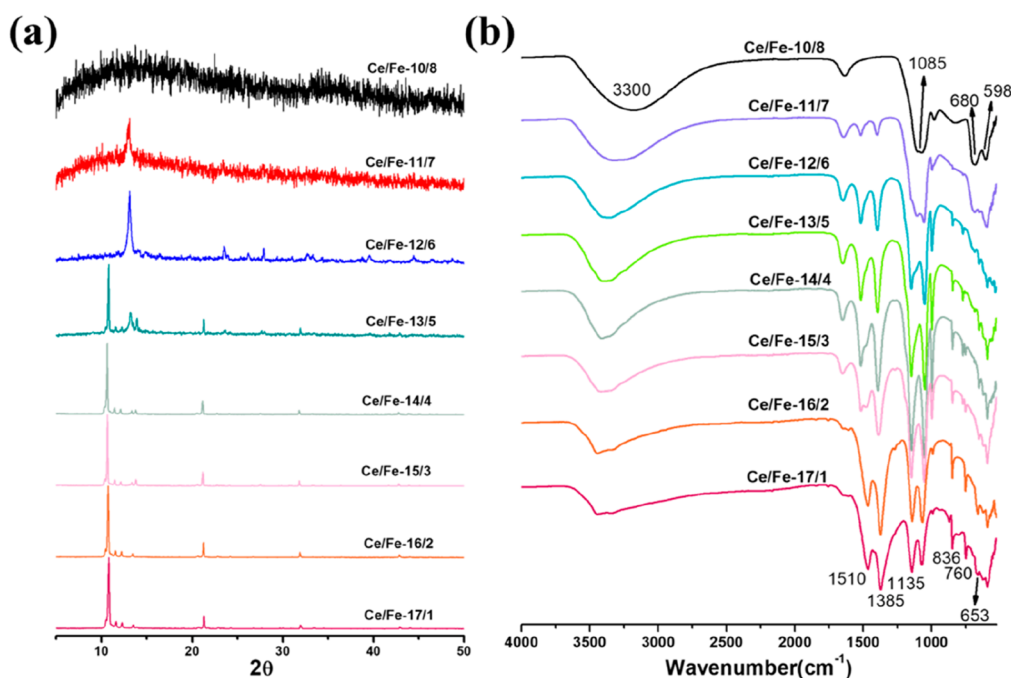 (a)
Ce/Fe-10/8
Ce/Fe-11/7
Ce/Fe-12/6
Ce/Fe-13/5
Ce/Fe-14/4
Ce/Fe-15/3
Ce/Fe-16/2
Ce/Fe-17/1
10 20 30 40 50
2θ
(b)
Ce/Fe-10/8
3300
1085
680
598
Ce/Fe-11/7
Ce/Fe-12/6
Ce/Fe-13/5
Ce/Fe-14/4
Ce/Fe-15/3
Ce/Fe-16/2
Ce/Fe-17/1
1510
1385
1135
836
760
653
4000 3500 3000 2500 2000 1500 1000
Wavenumber(cm⁻¹)